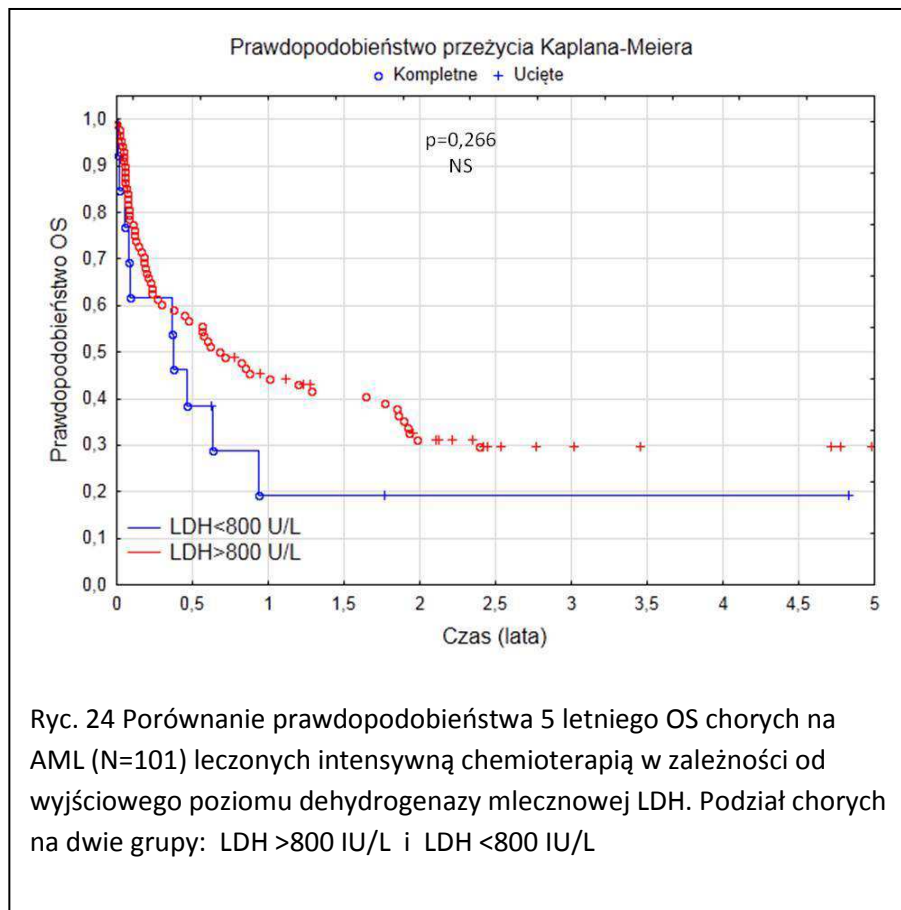 Prawdopodobieństwo przeżycia Kaplana-Meiera
Kompletne + Ucięte
p=0,266
NS
Prawdopodobieństwo OS
1,0
0,9
0,8
0,7
0,6
0,5
0,4
0,3
0,2
0,1
0,0
LDH<800 U/L
LDH>800 U/L
0 0,5 1 1,5 2 2,5 3 3,5 4 4,5 5
Czas (lata)
Ryc. 24 Porównanie prawdopodobieństwa 5 letniego OS chorych na
AML (N=101) leczonych intensywną chemioterapią w zależności od
wyjściowego poziomu dehydrogenazy mlecznowej LDH. Podział chorych
na dwie grupy: LDH >800 IU/L i LDH <800 IU/L